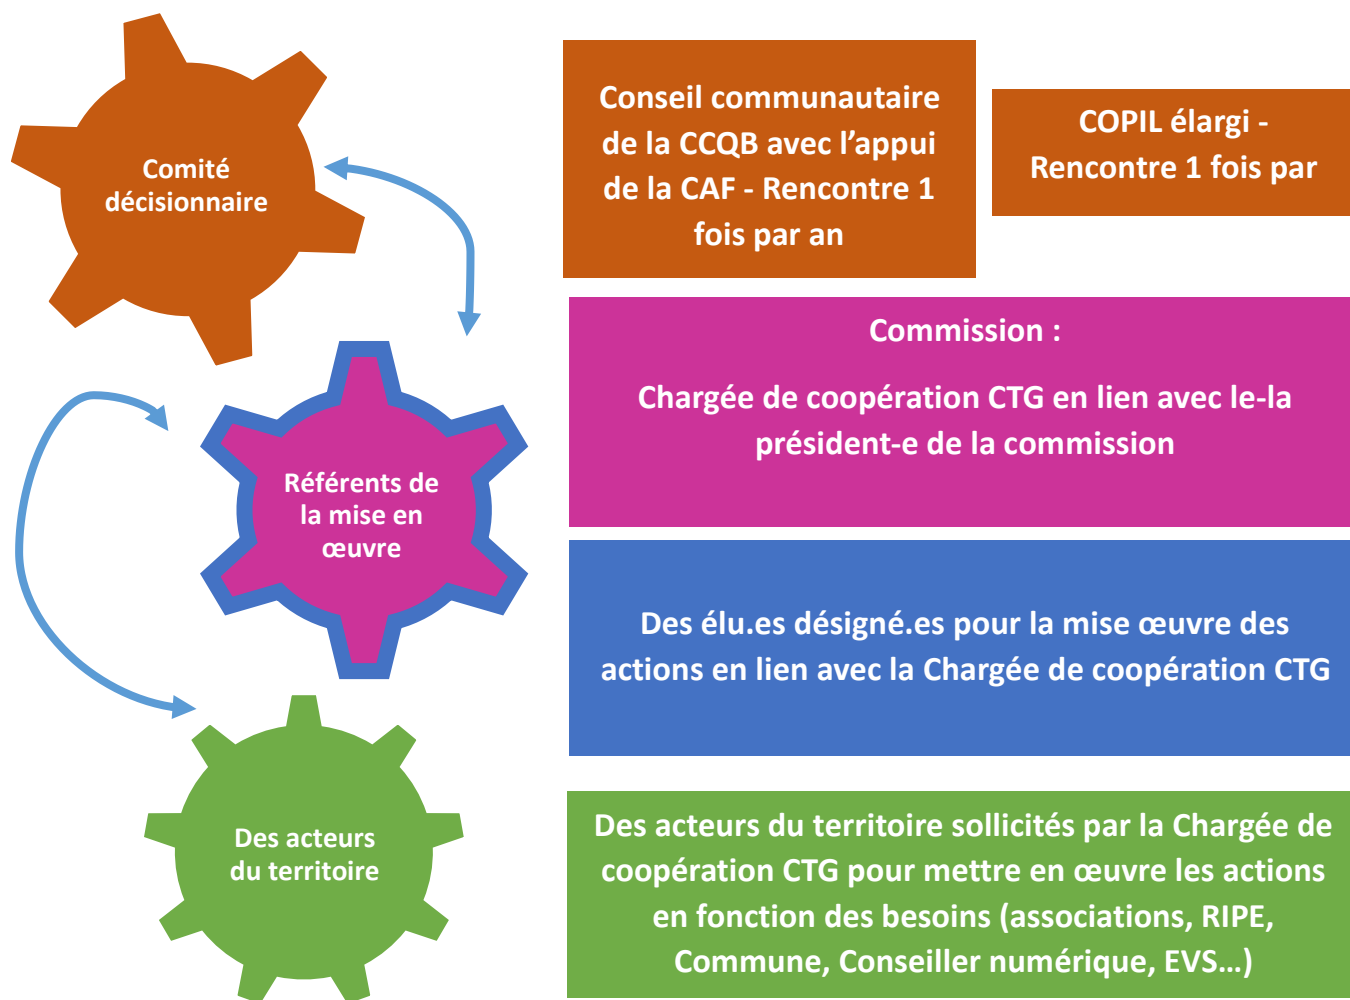 Comité
décisionnaire
Conseil communautaire
de la CCQB avec l’appui
de la CAF - Rencontre 1
fois par an
COPIL élargi -
Rencontre 1 fois par
Référents de
la mise en
œuvre
Commission :
Chargée de coopération CTG en lien avec le-la
président-e de la commission
Des élu.es désigné.es pour la mise œuvre des
actions en lien avec la Chargée de coopération CTG
Des acteurs
du territoire
Des acteurs du territoire sollicités par la Chargée de
coopération CTG pour mettre en œuvre les actions
en fonction des besoins (associations, RIPE,
Commune, Conseiller numérique, EVS…)